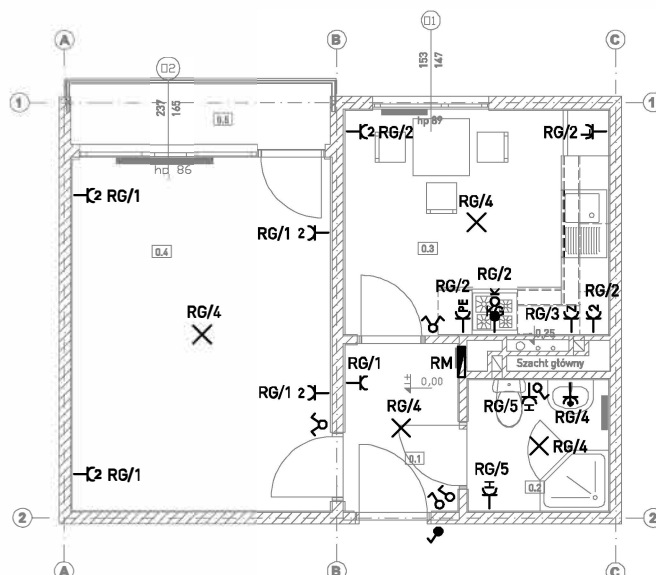 A
B
C
D2
D1
237
165
153
147
1
1
0.5
hp 89
2 RG/2
RG/2
hp 86
2 RG/1
RG/1 2
RG/4
0.4
0.3
RG/2
RG/2
RG/2
PE
RG/4
RG/3
Z
2
0,25
RM
Szacht główny
RG/1
0,00
RG/1 2
RG/4
RG/5
H
RG/4
RG/4
0.1
2 RG/1
RG/5
H
0.2
2
2
A
B
C